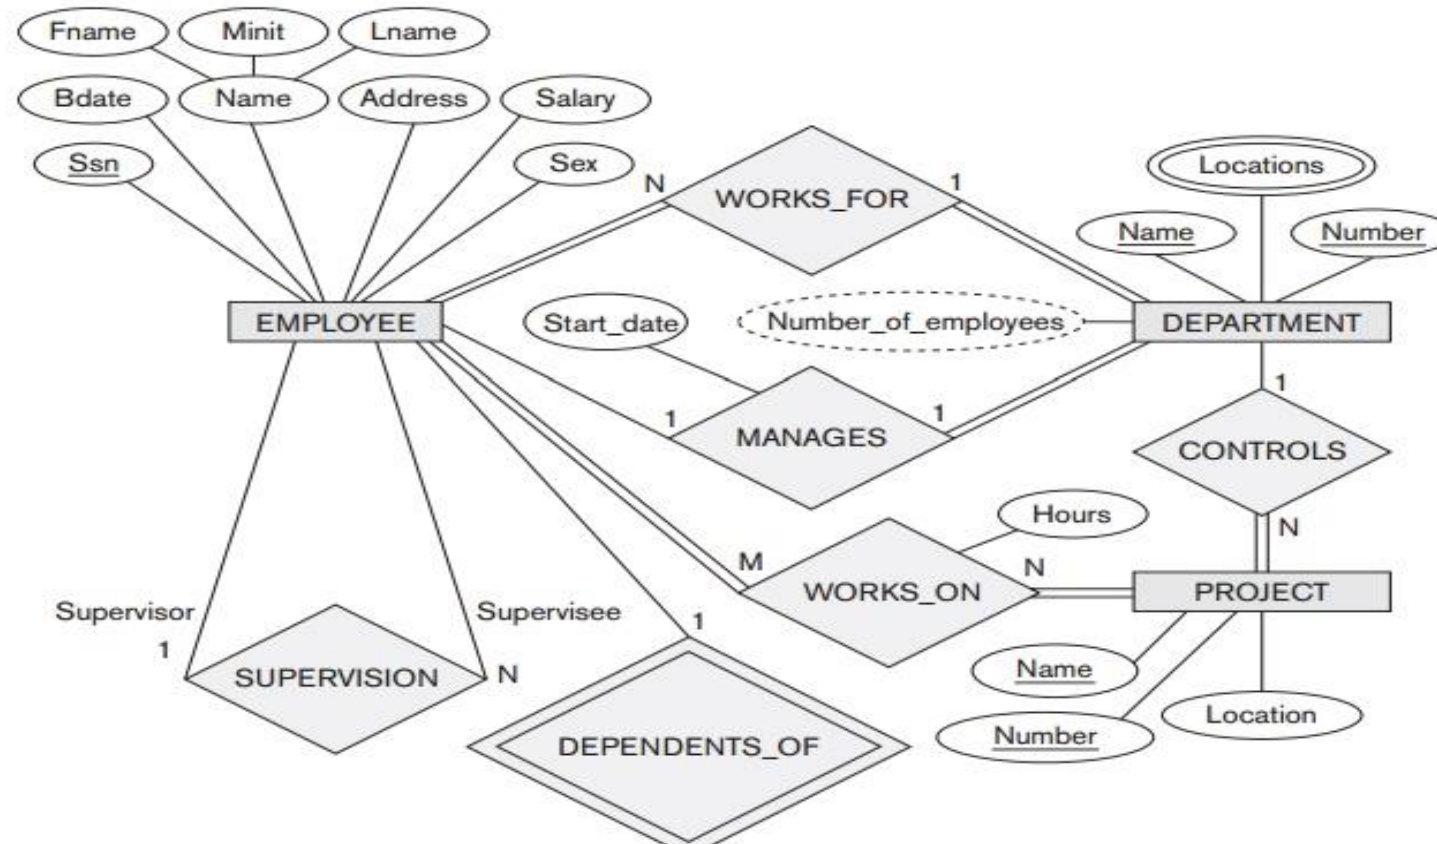 Fname
Minit
Lname
Bdate
Name
Address
Salary
Ssn
Sex
N
WORKS_FOR
1
Locations
Name
Number
EMPLOYEE
Start_date
Number_of_employees
DEPARTMENT
1
MANAGES
1
1
CONTROLS
N
Hours
M
WORKS_ON
N
PROJECT
Supervisor
Supervisee
1
SUPERVISION
N
1
DEPENDENTS_OF
Name
Number
Location